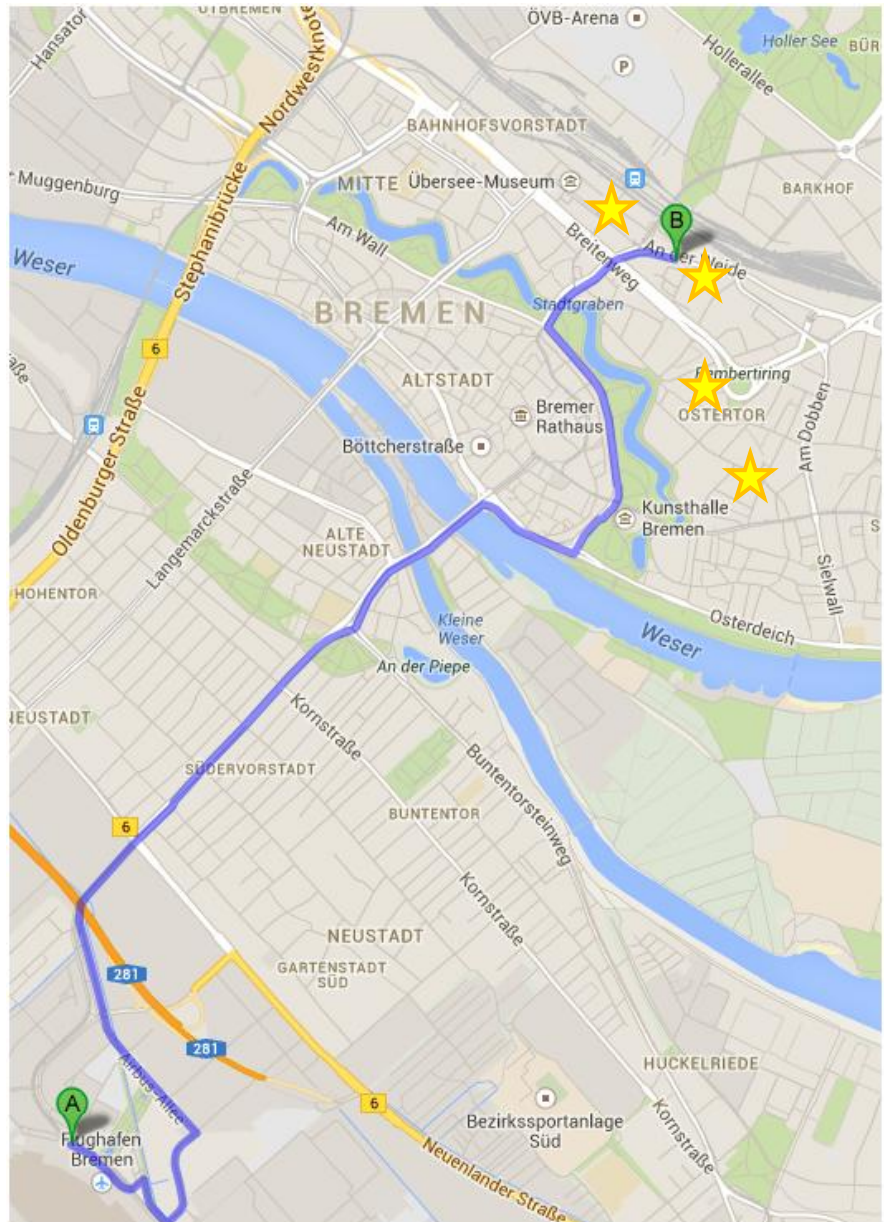 UTBREMEN
ÖVB-Arena
Hansator
Nordwestknoten
Hollerallee
Holler See
BÜR
P
BAHNHOFSVORSTADT
r Muggenburg
MITTE
Übersee-Museum
BARKHOF
Stephanibrücke
Am Wall
B
Breitenweg
An der Weide
Weser
BREMEN
Stadtgraben
6
ALTSTADT
Rembertiring
OSTERTOR
Bremer
Rathaus
Am Dobben
Böttcherstraße
Oldenburger Straße
Langemarckstraße
Kunsthalle
Bremen
ALTE
NEUSTADT
HOHENTOR
Sielwall
Kleine
Weser
Osterdeich
Weser
An der Piepe
NEUSTADT
Kornstraße
SÜDERVORSTADT
Buntentorsteinweg
BUNTENTOR
6
Kornstraße
NEUSTADT
GARTENSTADT
SÜD
281
281
Airbus-Allee
HUCKELRIEDE
A
6
Bezirkssportanlage
Süd
Kornstraße
Flughafen
Bremen
Neuenlander Straße